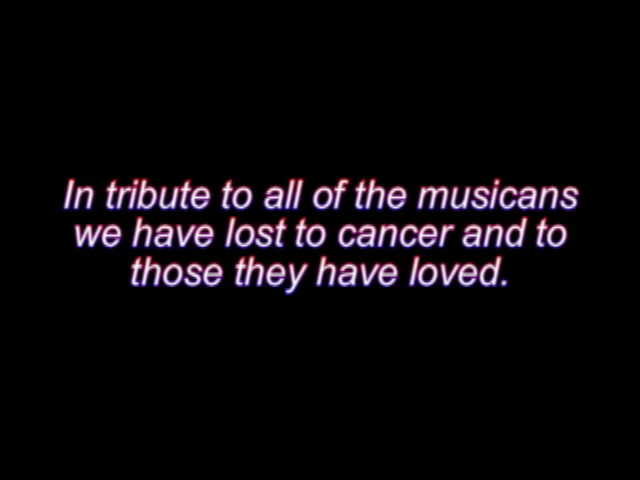 In tribute to all of the musicans
we have lost to cancer and to
those they have loved.